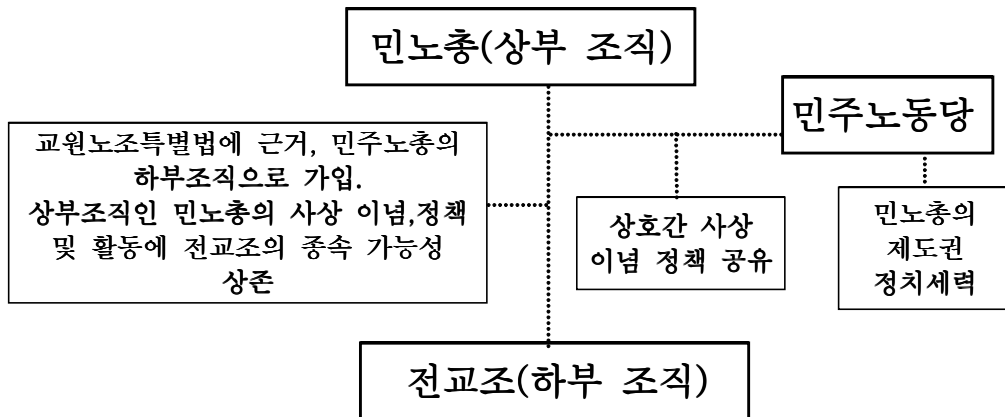 민노총(상부 조직)
민주노동당
교원노조특별법에 근거, 민주노총의
하부조직으로 가입.
상부조직인 민노총의 사상 이념,정책
및 활동에 전교조의 종속 가능성
상존
상호간 사상
이념 정책 공유
민노총의
제도권
정치세력
전교조(하부 조직)